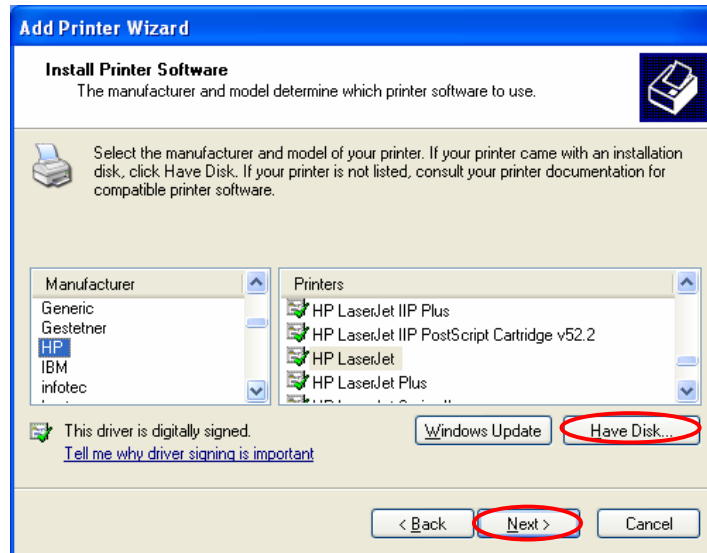 Add Printer Wizard
Install Printer Software
The manufacturer and model determine which printer software to use.
Select the manufacturer and model of your printer. If your printer came with an installation
disk, click Have Disk. If your printer is not listed, consult your printer documentation for
compatible printer software.
Manufacturer
Generic
Gestetner
HP
IBM
infotec
Printers
HP LaserJet IIP Plus
HP LaserJet IIP PostScript Cartridge v52.2
HP LaserJet
HP LaserJet Plus
This driver is digitally signed.
Tell me why driver signing is important
Windows Update
Have Disk...
< Back
Next >
Cancel